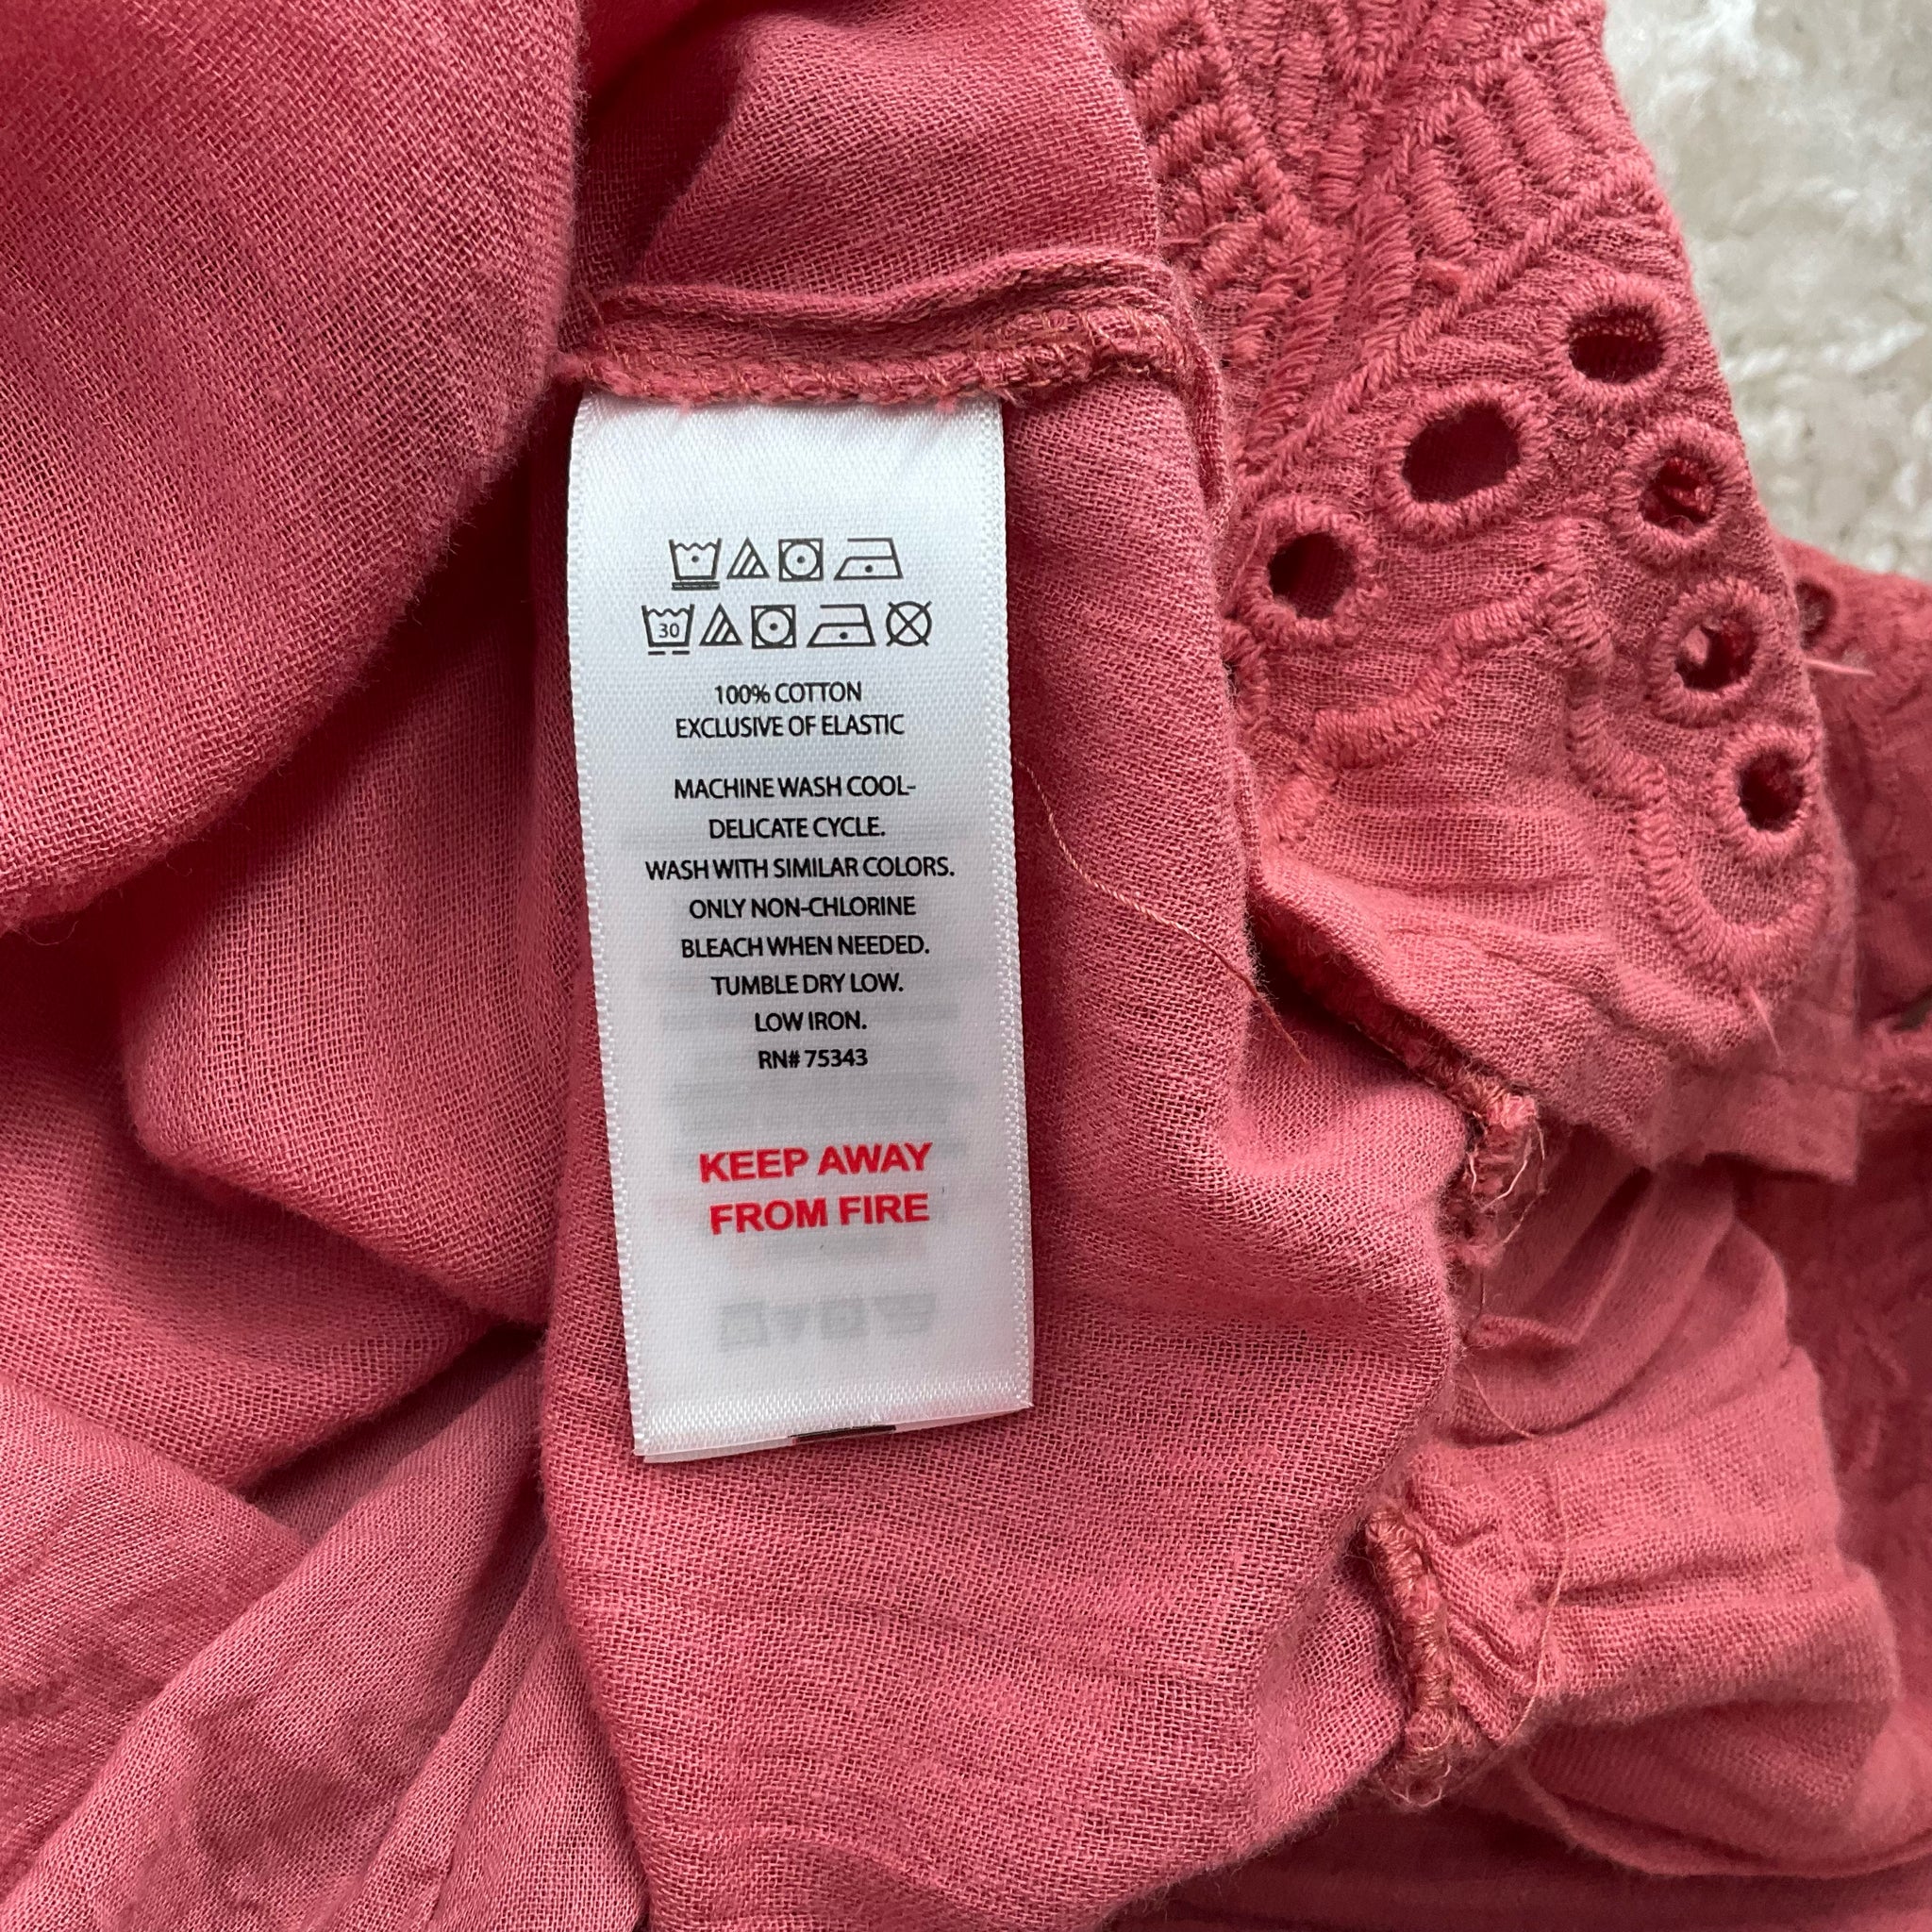 30
100% COTTON
EXCLUSIVE OF ELASTIC
MACHINE WASH COOL-
DELICATE CYCLE.
WASH WITH SIMILAR COLORS.
ONLY NON-CHLORINE
BLEACH WHEN NEEDED.
TUMBLE DRY LOW.
LOW IRON.
RN# 75343
KEEP AWAY
FROM FIRE